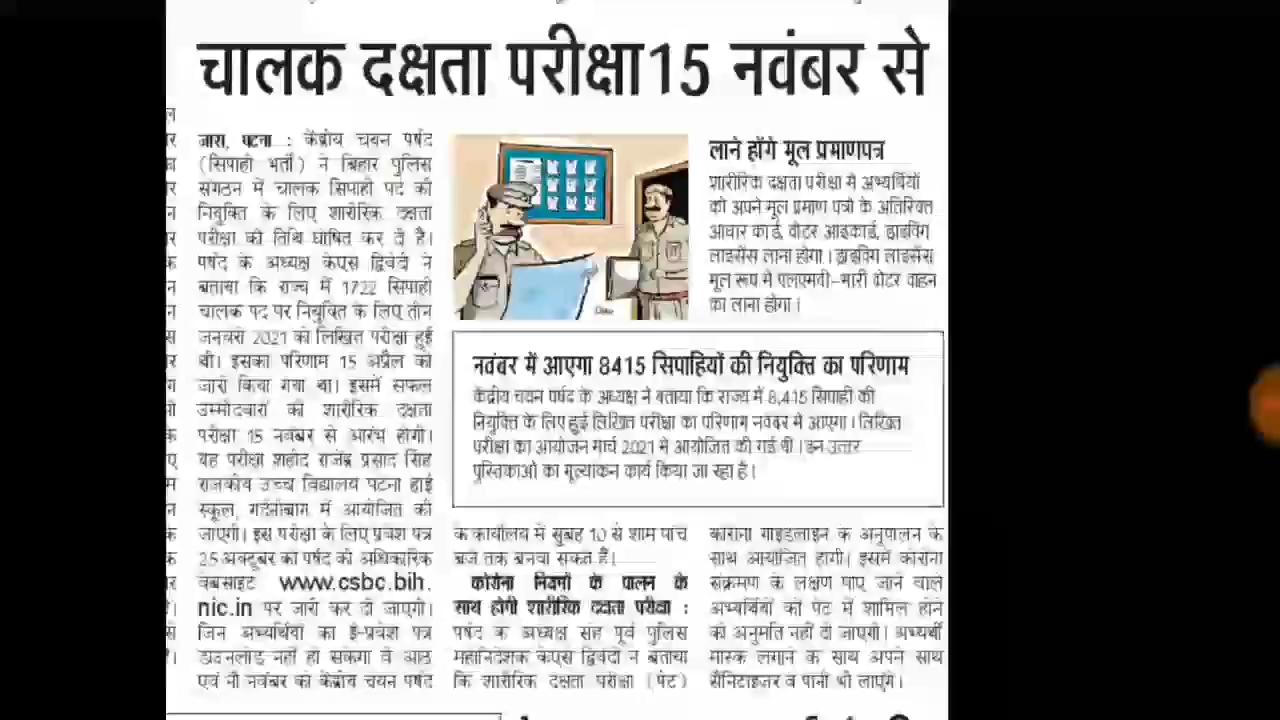 चालक दक्षता परीक्षा 15 नवंबर से
जारा, पटना : केंद्रीय चयन पर्षद
(सिपाही भर्ती) ने बिहार पुलिस
संगठन में चालक सिपाही पद की
नियुक्ति के लिए शारीरिक दक्षता
परीक्षा की तिथि घोषित कर दी है।
पर्षद के अध्यक्ष केएस द्विवेदी ने
बताया कि राज्य में 1722 सिपाही
चालक पद पर नियुक्ति के लिए तीन
जनवरी 2021 को लिखित परीक्षा हुई
थी। इसका परिणाम 15 अप्रैल को
जारी किया गया था। इसमें सफल
उम्मीदवारों की शारीरिक दक्षता
परीक्षा 15 नवंबर से आरंभ होगी।
यह परीक्षा शहीद राजेंद्र प्रसाद सिंह
राजकीय उच्च विद्यालय पटना हाई
स्कूल, गर्दनीबाग में आयोजित की
जाएगी। इस परीक्षा के लिए प्रवेश पत्र
25 अक्टूबर को पर्षद की अधिकारिक
वेबसाइट www.csbc.bih.
nic.in पर जारी कर दी जाएगी।
जिन अभ्यर्थियों का ई-प्रवेश पत्र
डाउनलोड नहीं हो सकेगा वे आठ
एवं नौ नवंबर को केंद्रीय चयन पर्षद
के कार्यालय में सुबह 10 से शाम पांच
बजे तक बनवा सकते हैं।
कोरोना नियमों के पालन के
साथ होगी शारीरिक दक्षता परीक्षा :
पर्षद के अध्यक्ष सह पूर्व पुलिस
महानिदेशक केएस द्विवेदी ने बताया
कि शारीरिक दक्षता परीक्षा (पेट)
कोरोना गाइडलाइन के अनुपालन के
साथ आयोजित होगी। इसमें कोरोना
संक्रमण के लक्षण पाए जाने वाले
अभ्यर्थियों को पेट में शामिल होने
की अनुमति नहीं दी जाएगी। अभ्यर्थी
मास्क लगाने के साथ अपने साथ
सैनिटाइजर व पानी भी लाएंगे।
लाने होंगे मूल प्रमाणपत्र
शारीरिक दक्षता परीक्षा में अभ्यर्थियों
को अपने मूल प्रमाण पत्रों के अतिरिक्त
आधार कार्ड, वोटर आइकार्ड, ड्राइविंग
लाइसेंस लाना होगा। ड्राइविंग लाइसेंस
मूल रूप में एलएमवी-भारी मोटर वाहन
का लाना होगा।
नवंबर में आएगा 8415 सिपाहियों की नियुक्ति का परिणाम
केंद्रीय चयन पर्षद के अध्यक्ष ने बताया कि राज्य में 8,415 सिपाही की
नियुक्ति के लिए हुई लिखित परीक्षा का परिणाम नवंबर में आएगा। लिखित
परीक्षा का आयोजन मार्च 2021 में आयोजित की गई थी। इन उत्तर
पुस्तिकाओं का मूल्यांकन कार्य किया जा रहा है।